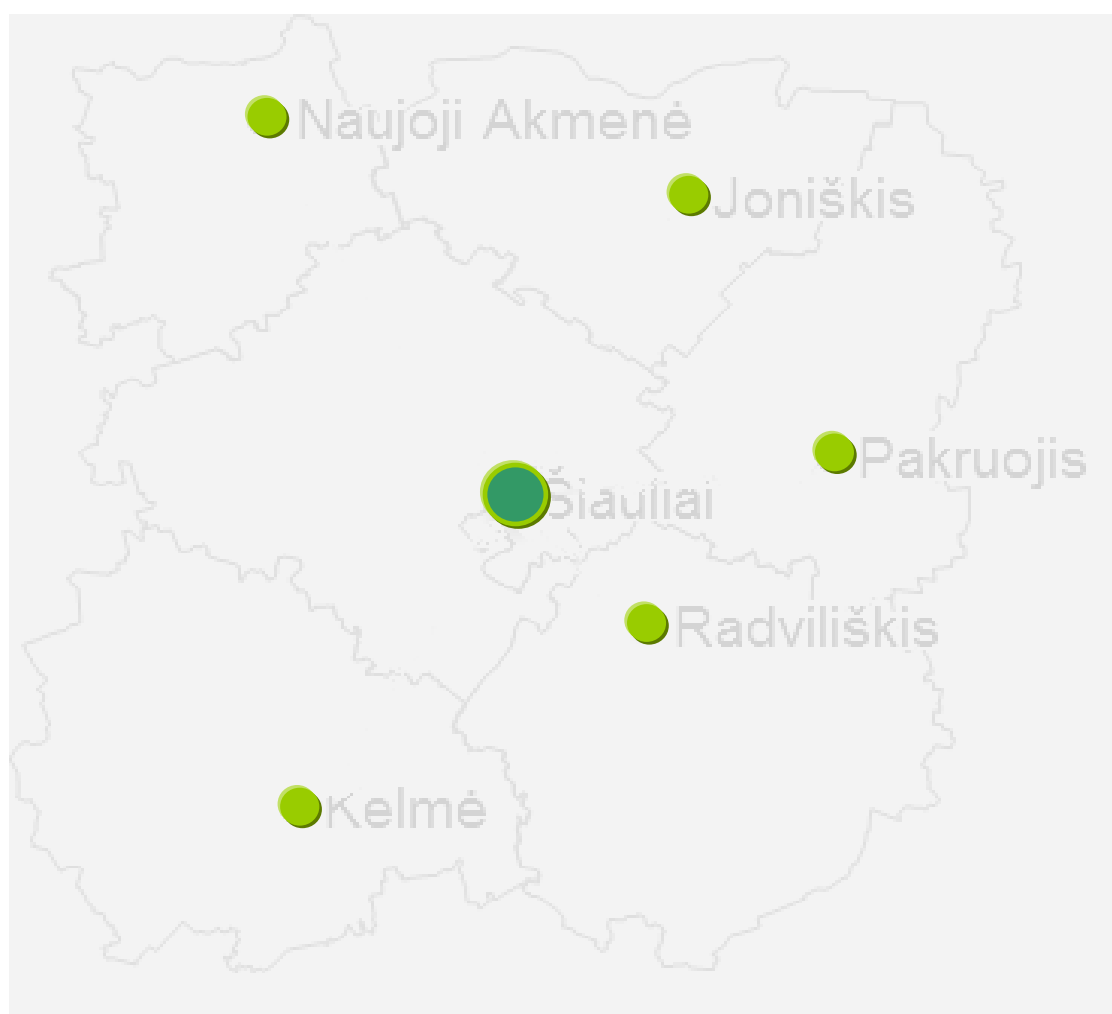 Naujoji Akmenė
Joniškis
Pakruojis
Šiauliai
Radviliškis
Kelmė